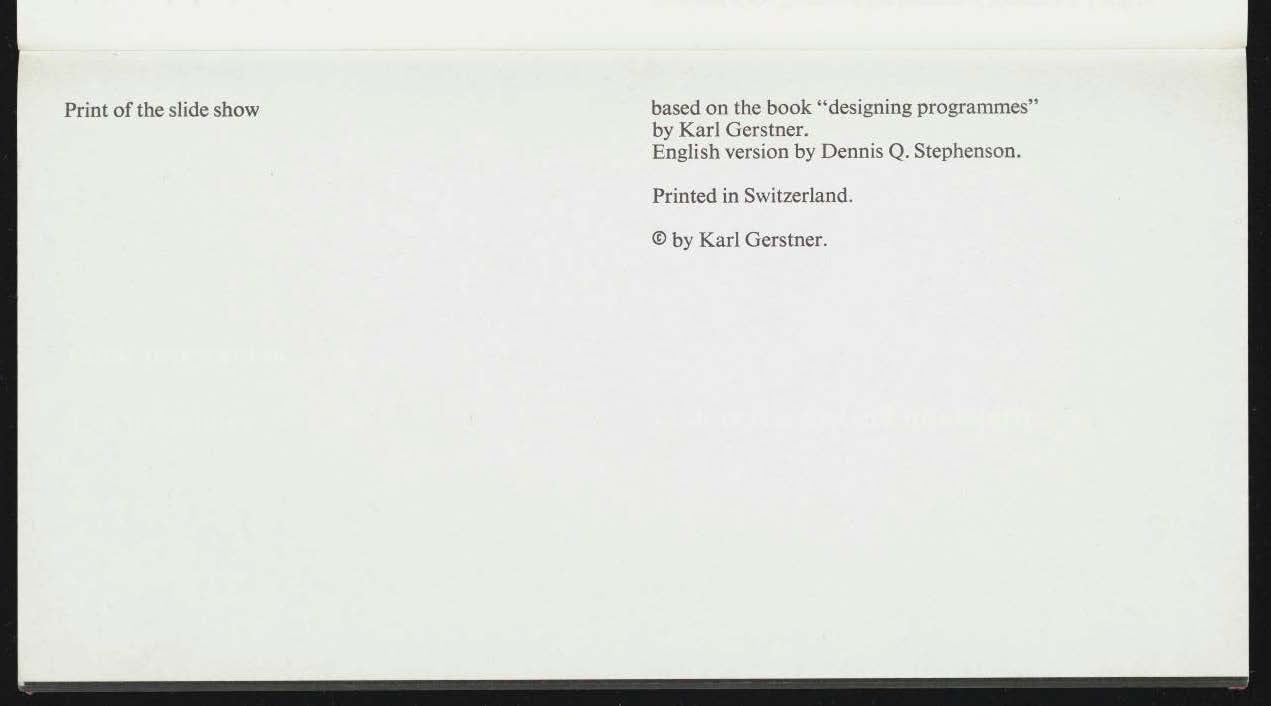 Print of the slide show
based on the book “designing programmes”
by Karl Gerstner.
English version by Dennis Q. Stephenson.
Printed in Switzerland.
© by Karl Gerstner.